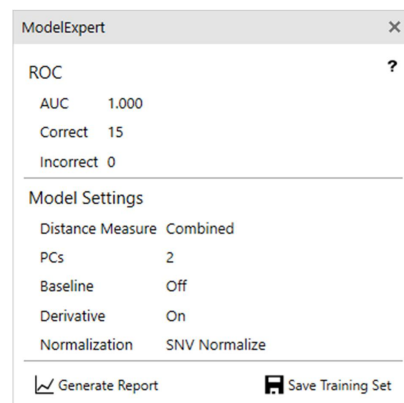 ModelExpert
ROC ?
AUC 1.000
Correct 15
Incorrect 0
Model Settings
Distance Measure Combined
PCs 2
Baseline Off
Derivative On
Normalization SNV Normalize
Generate Report Save Training Set